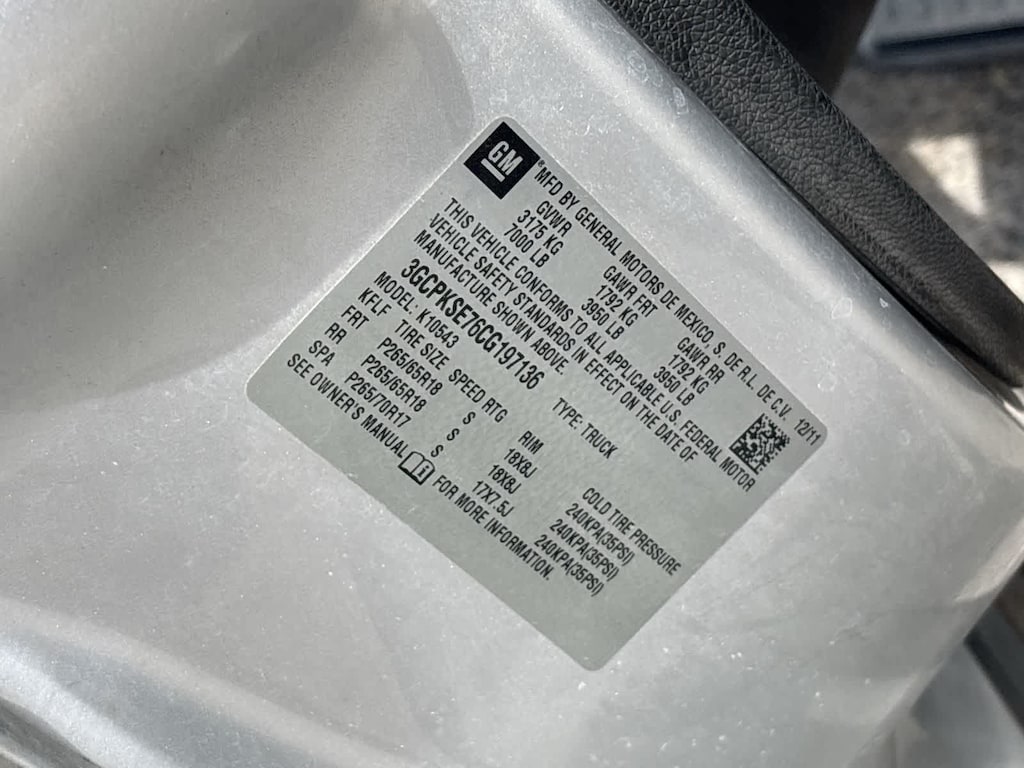 GM
®MFD BY GENERAL MOTORS DE MEXICO, S. DE R.L. DE C.V. 12/11
GVWR GAWR FRT GAWR RR
3175 KG 1792 KG 1792 KG
7000 LB 3950 LB 3950 LB
THIS VEHICLE CONFORMS TO ALL APPLICABLE U.S. FEDERAL MOTOR
VEHICLE SAFETY STANDARDS IN EFFECT ON THE DATE OF
MANUFACTURE SHOWN ABOVE
3GCPKSE76CG197136 TYPE: TRUCK
MODEL: K10543
KFLF TIRE SIZE SPEED RTG RIM COLD TIRE PRESSURE
FRT P265/65R18 S 18X8J 240KPA(35PSI)
RR P265/65R18 S 18X8J 240KPA(35PSI)
SPA P265/70R17 S 17X7.5J 240KPA(35PSI)
SEE OWNER'S MANUAL FOR MORE INFORMATION.